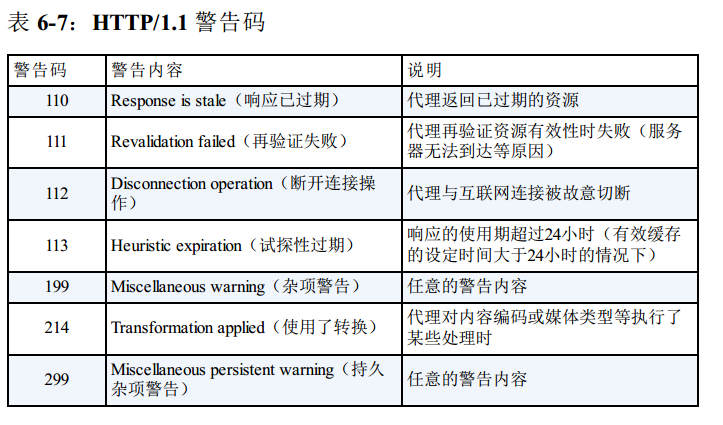 表 6-7：HTTP/1.1 警告码
警告码 警告内容 说明
110 Response is stale（响应已过期） 代理返回已过期的资源
111 Revalidation failed（再验证失败） 代理再验证资源有效性时失败（服务
器无法到达等原因）
112 Disconnection operation（断开连接操
作） 代理与互联网连接被故意切断
113 Heuristic expiration（试探性过期） 响应的使用期超过24小时（有效缓存
的设定时间大于24小时的情况下）
199 Miscellaneous warning（杂项警告） 任意的警告内容
214 Transformation applied（使用了转换） 代理对内容编码或媒体类型等执行了
某些处理时
299 Miscellaneous persistent warning（持久
杂项警告） 任意的警告内容